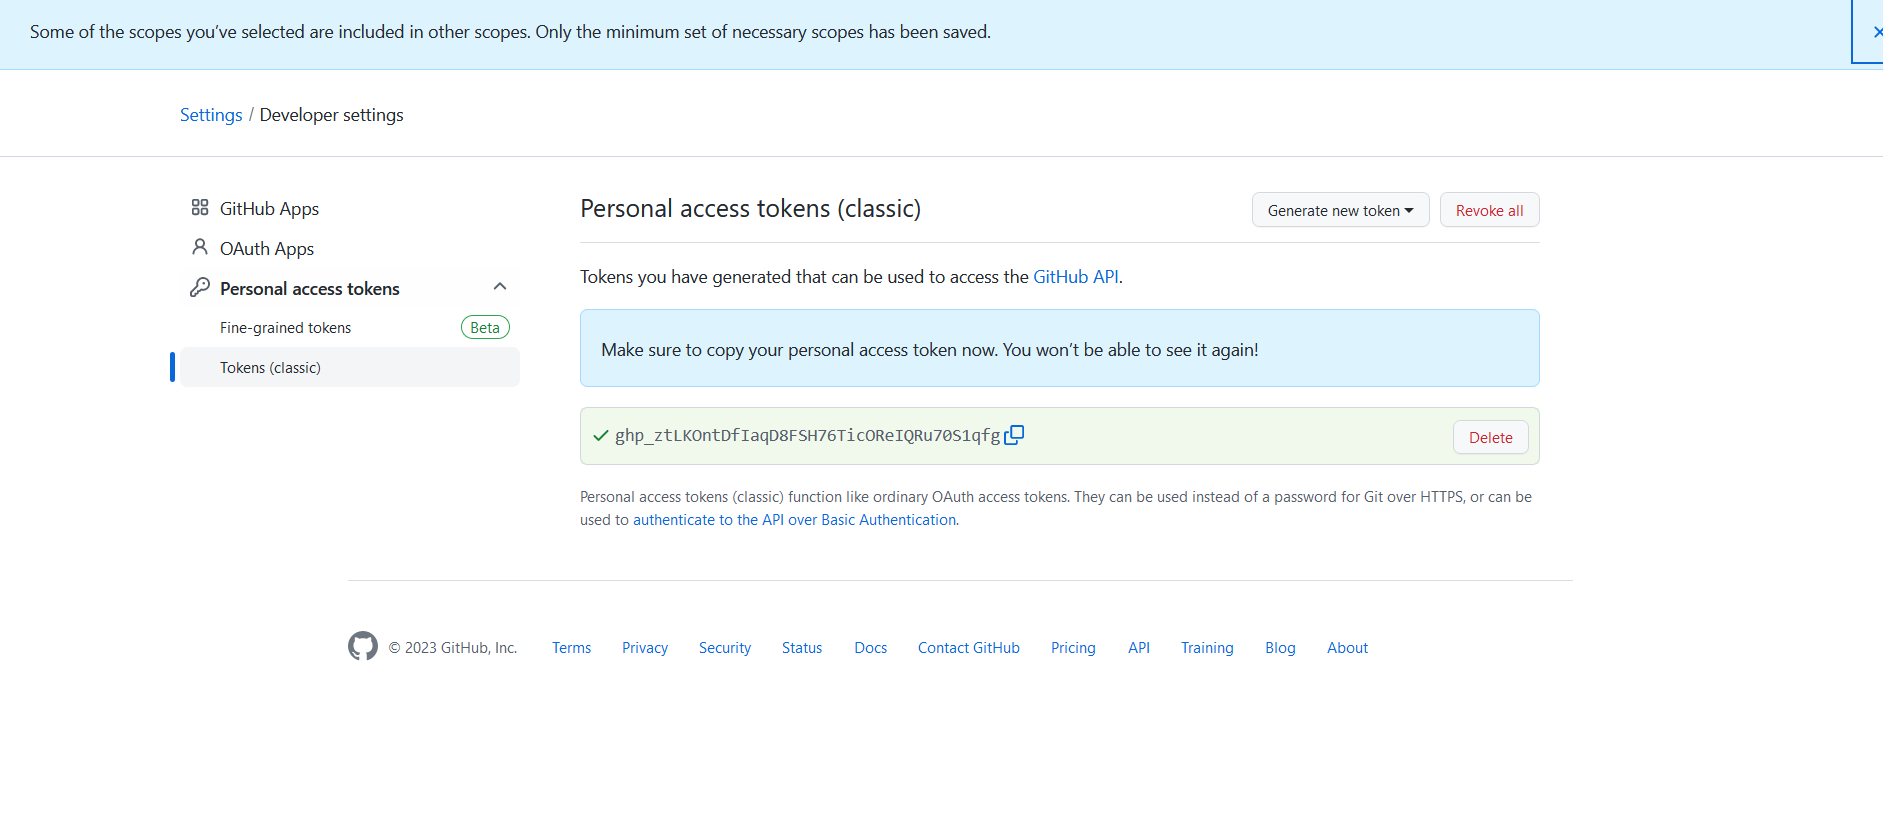 Some of the scopes you’ve selected are included in other scopes. Only the minimum set of necessary scopes has been saved.
Settings / Developer settings
GitHub Apps
OAuth Apps
Personal access tokens
Fine-grained tokens Beta
Tokens (classic)
Personal access tokens (classic) Generate new token Revoke all
Tokens you have generated that can be used to access the GitHub API.
Make sure to copy your personal access token now. You won’t be able to see it again!
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 Delete
Personal access tokens (classic) function like ordinary OAuth access tokens. They can be used instead of a password for Git over HTTPS, or can be
used to authenticate to the API over Basic Authentication.
© 2023 GitHub, Inc. Terms Privacy Security Status Docs Contact GitHub Pricing API Training Blog About